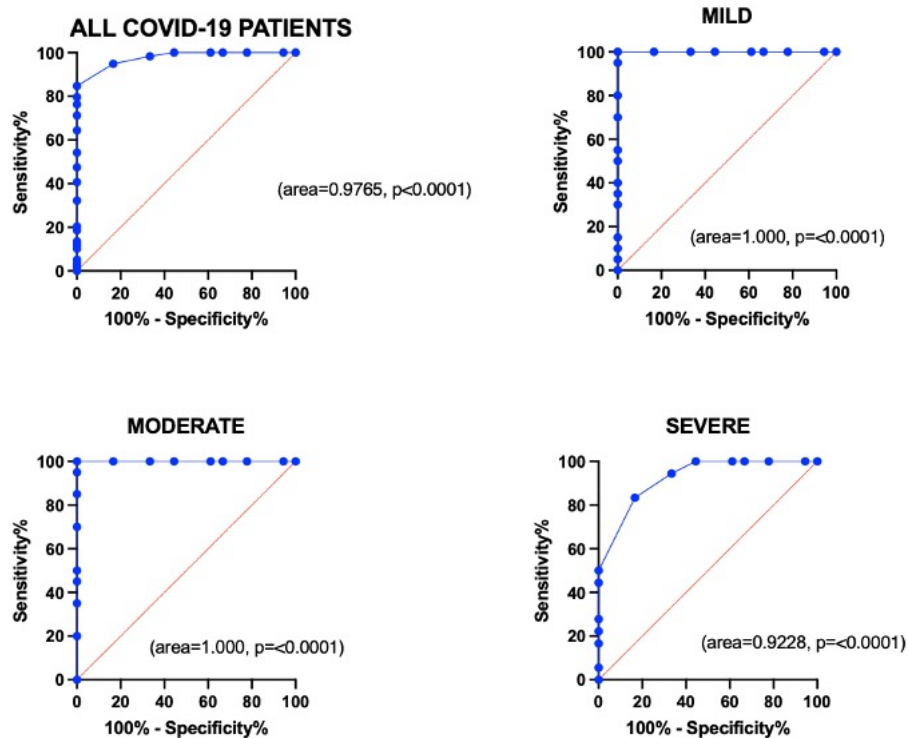 ALL COVID-19 PATIENTS
100
80
60
40
20
0
Sensitivity%
(area=0.9765, p<0.0001)
0 20 40 60 80 100
100% - Specificity%
MILD
100
80
60
40
20
0
Sensitivity%
(area=1.000, p=<0.0001)
0 20 40 60 80 100
100% - Specificity%
MODERATE
100
80
60
40
20
0
Sensitivity%
(area=1.000, p=<0.0001)
0 20 40 60 80 100
100% - Specificity%
SEVERE
100
80
60
40
20
0
Sensitivity%
(area=0.9228, p=<0.0001)
0 20 40 60 80 100
100% - Specificity%